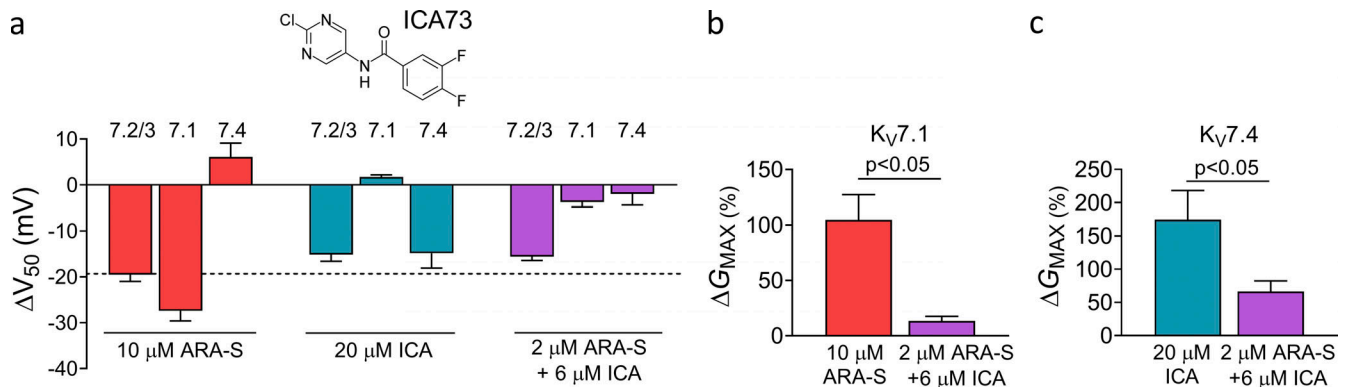 a
ICA73
Cl
N
N
N
H
O
F
F
7.2/3 7.1 7.4
7.2/3 7.1 7.4
7.2/3 7.1 7.4
ΔV50 (mV)
10
0
-10
-20
-30
-40
10 μM ARA-S
20 μM ICA
2 μM ARA-S
+ 6 μM ICA
b
KV7.1
p<0.05
ΔGMAX (%)
150
100
50
0
10 μM
ARA-S
2 μM ARA-S
+6 μM ICA
c
KV7.4
p<0.05
ΔGMAX (%)
250
200
150
100
50
0
20 μM
ICA
2 μM ARA-S
+6 μM ICA